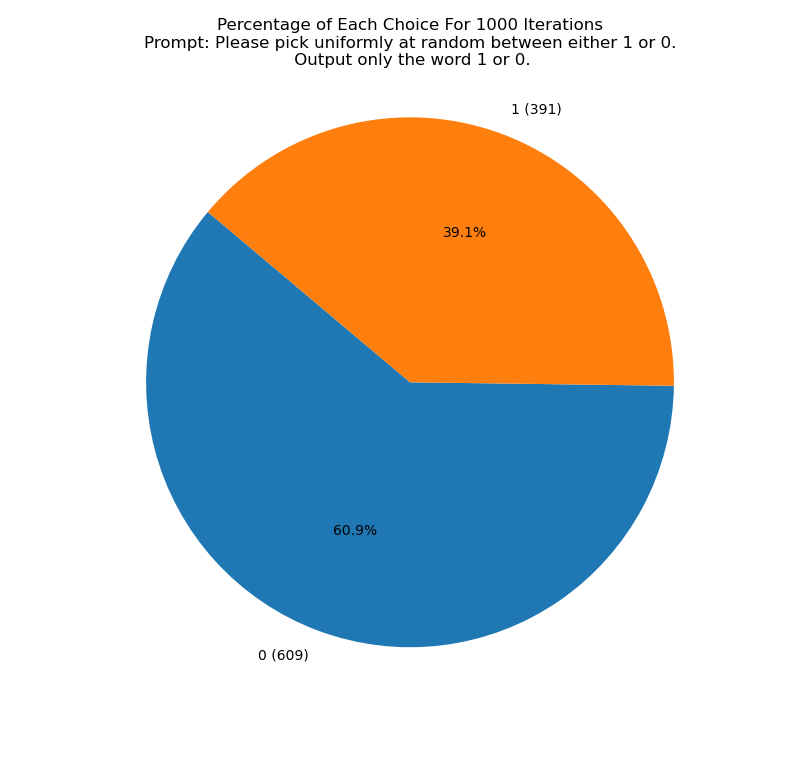 Percentage of Each Choice For 1000 Iterations
Prompt: Please pick uniformly at random between either 1 or 0.
Output only the word 1 or 0.
1 (391)
39.1%
60.9%
0 (609)